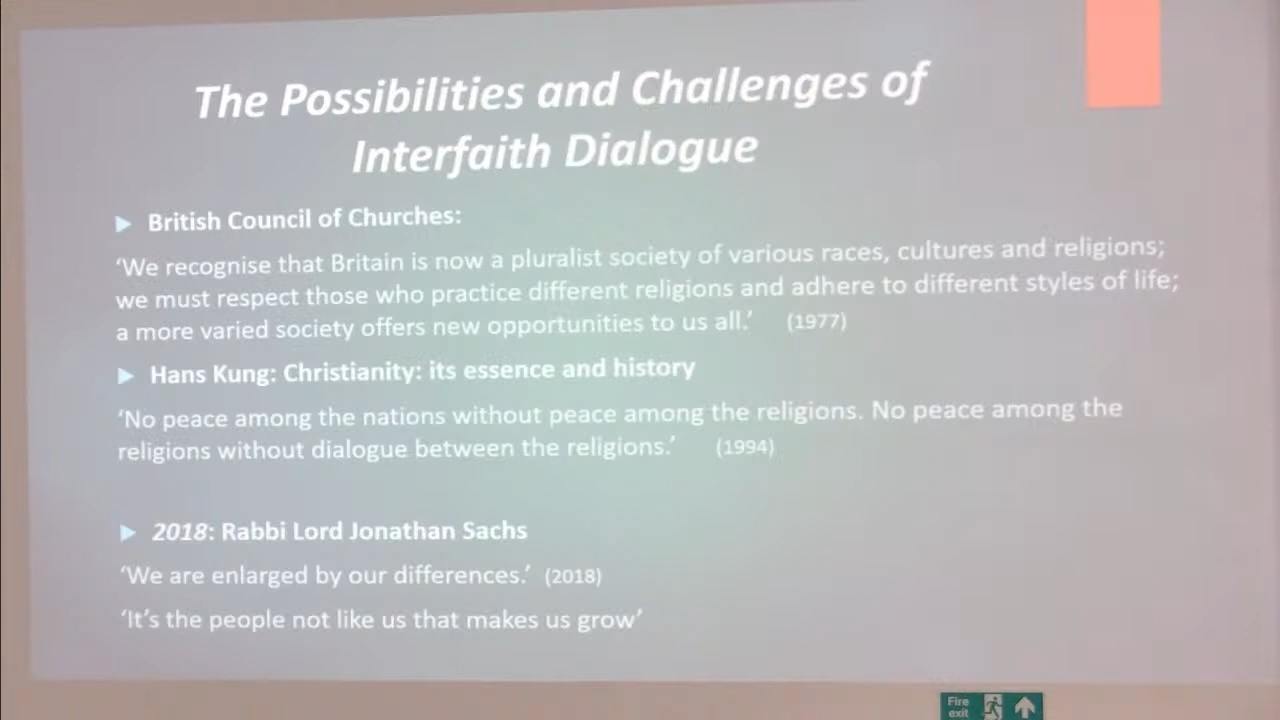 The Possibilities and Challenges of
Interfaith Dialogue
British Council of Churches:
‘We recognise that Britain is now a pluralist society of various races, cultures and religions;
we must respect those who practice different religions and adhere to different styles of life;
a more varied society offers new opportunities to us all.’ (1977)
Hans Kung: Christianity: its essence and history
‘No peace among the nations without peace among the religions. No peace among the
religions without dialogue between the religions.’ (1994)
2018: Rabbi Lord Jonathan Sachs
‘We are enlarged by our differences.’ (2018)
‘It’s the people not like us that makes us grow’
Fire
exit